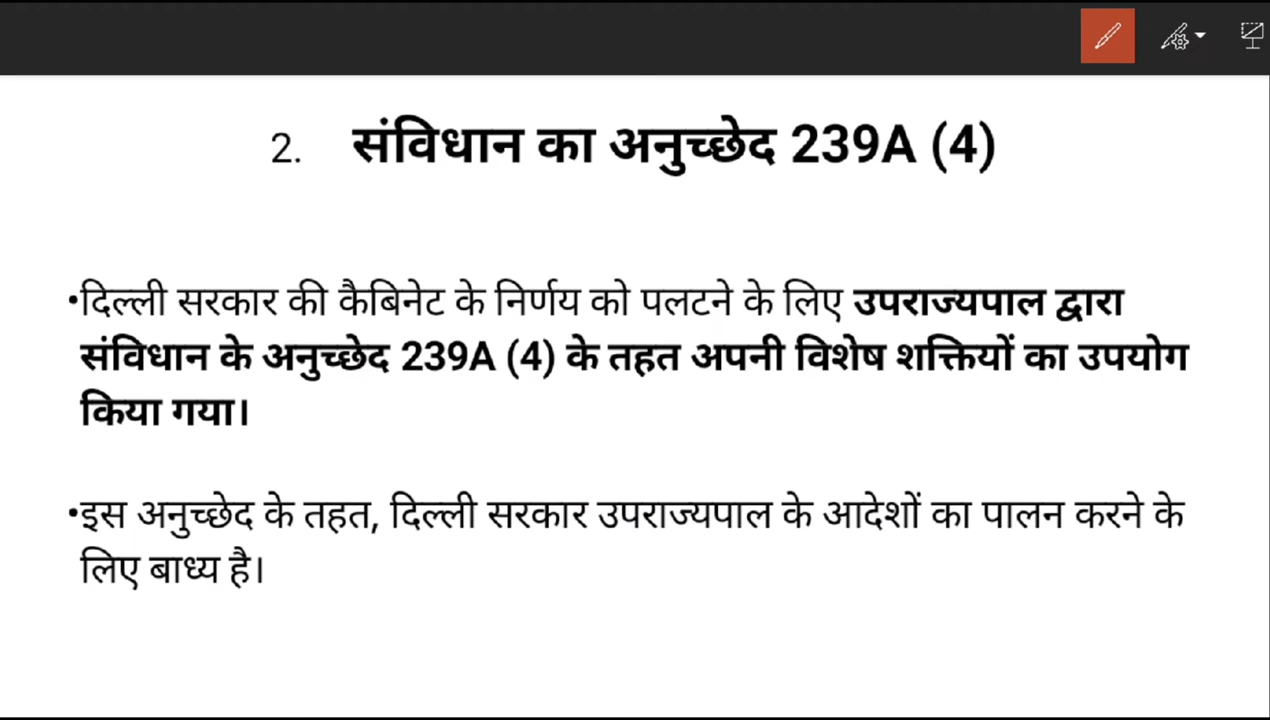 2. संविधान का अनुच्छेद 239A (4)
•दिल्ली सरकार की कैबिनेट के निर्णय को पलटने के लिए उपराज्यपाल द्वारा
संविधान के अनुच्छेद 239A (4) के तहत अपनी विशेष शक्तियों का उपयोग
किया गया।
•इस अनुच्छेद के तहत, दिल्ली सरकार उपराज्यपाल के आदेशों का पालन करने के
लिए बाध्य है।